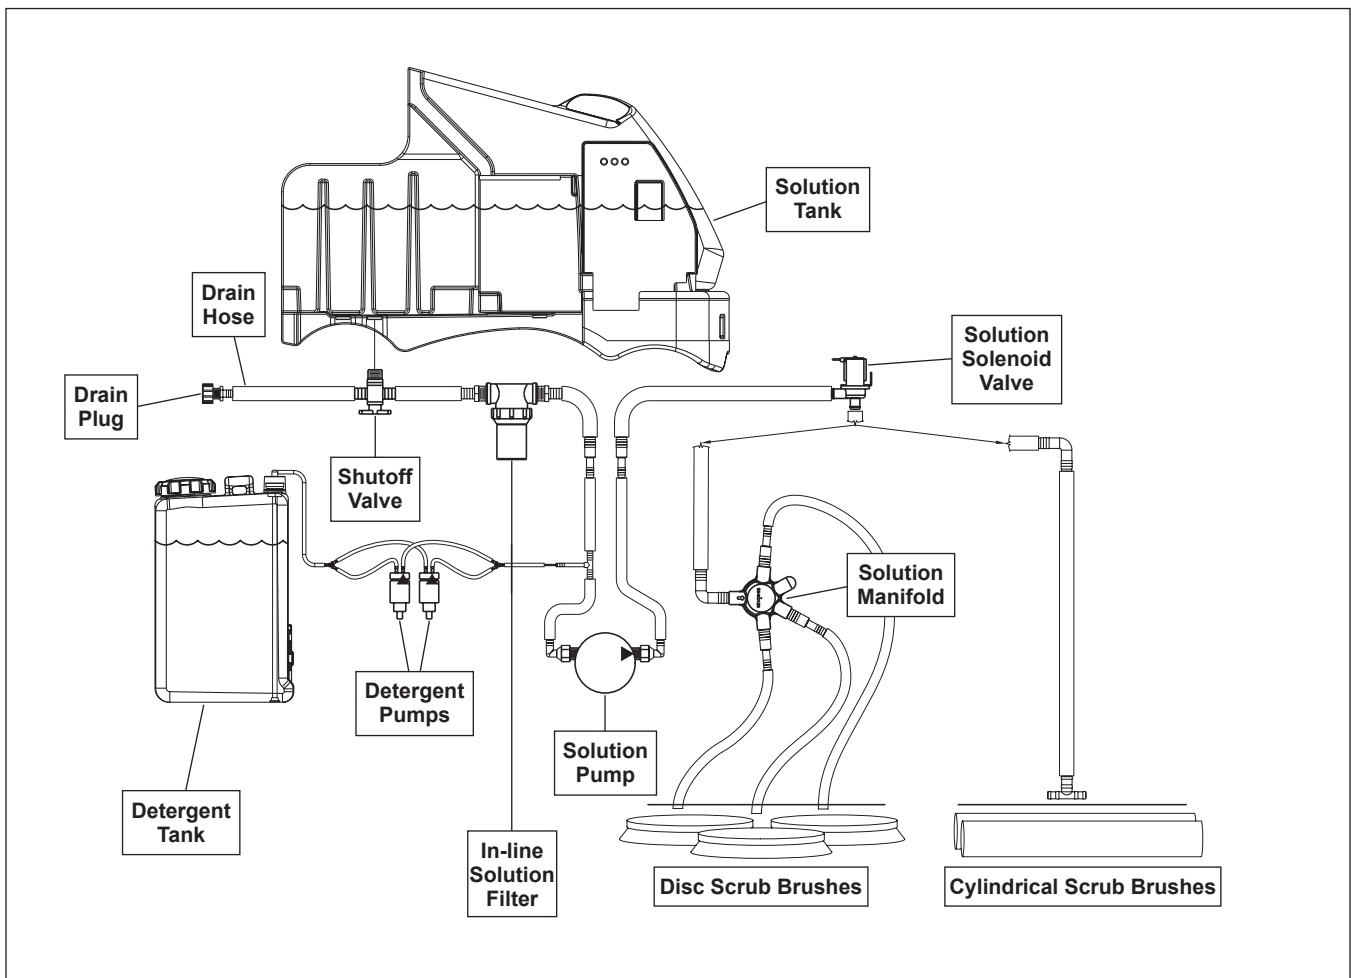 Solution
Tank
Drain
Hose
Solution
Solenoid
Valve
Drain
Plug
Shutoff
Valve
Solution
Manifold
Detergent
Pumps
Solution
Pump
Detergent
Tank
In-line
Solution
Filter
Disc Scrub Brushes
Cylindrical Scrub Brushes